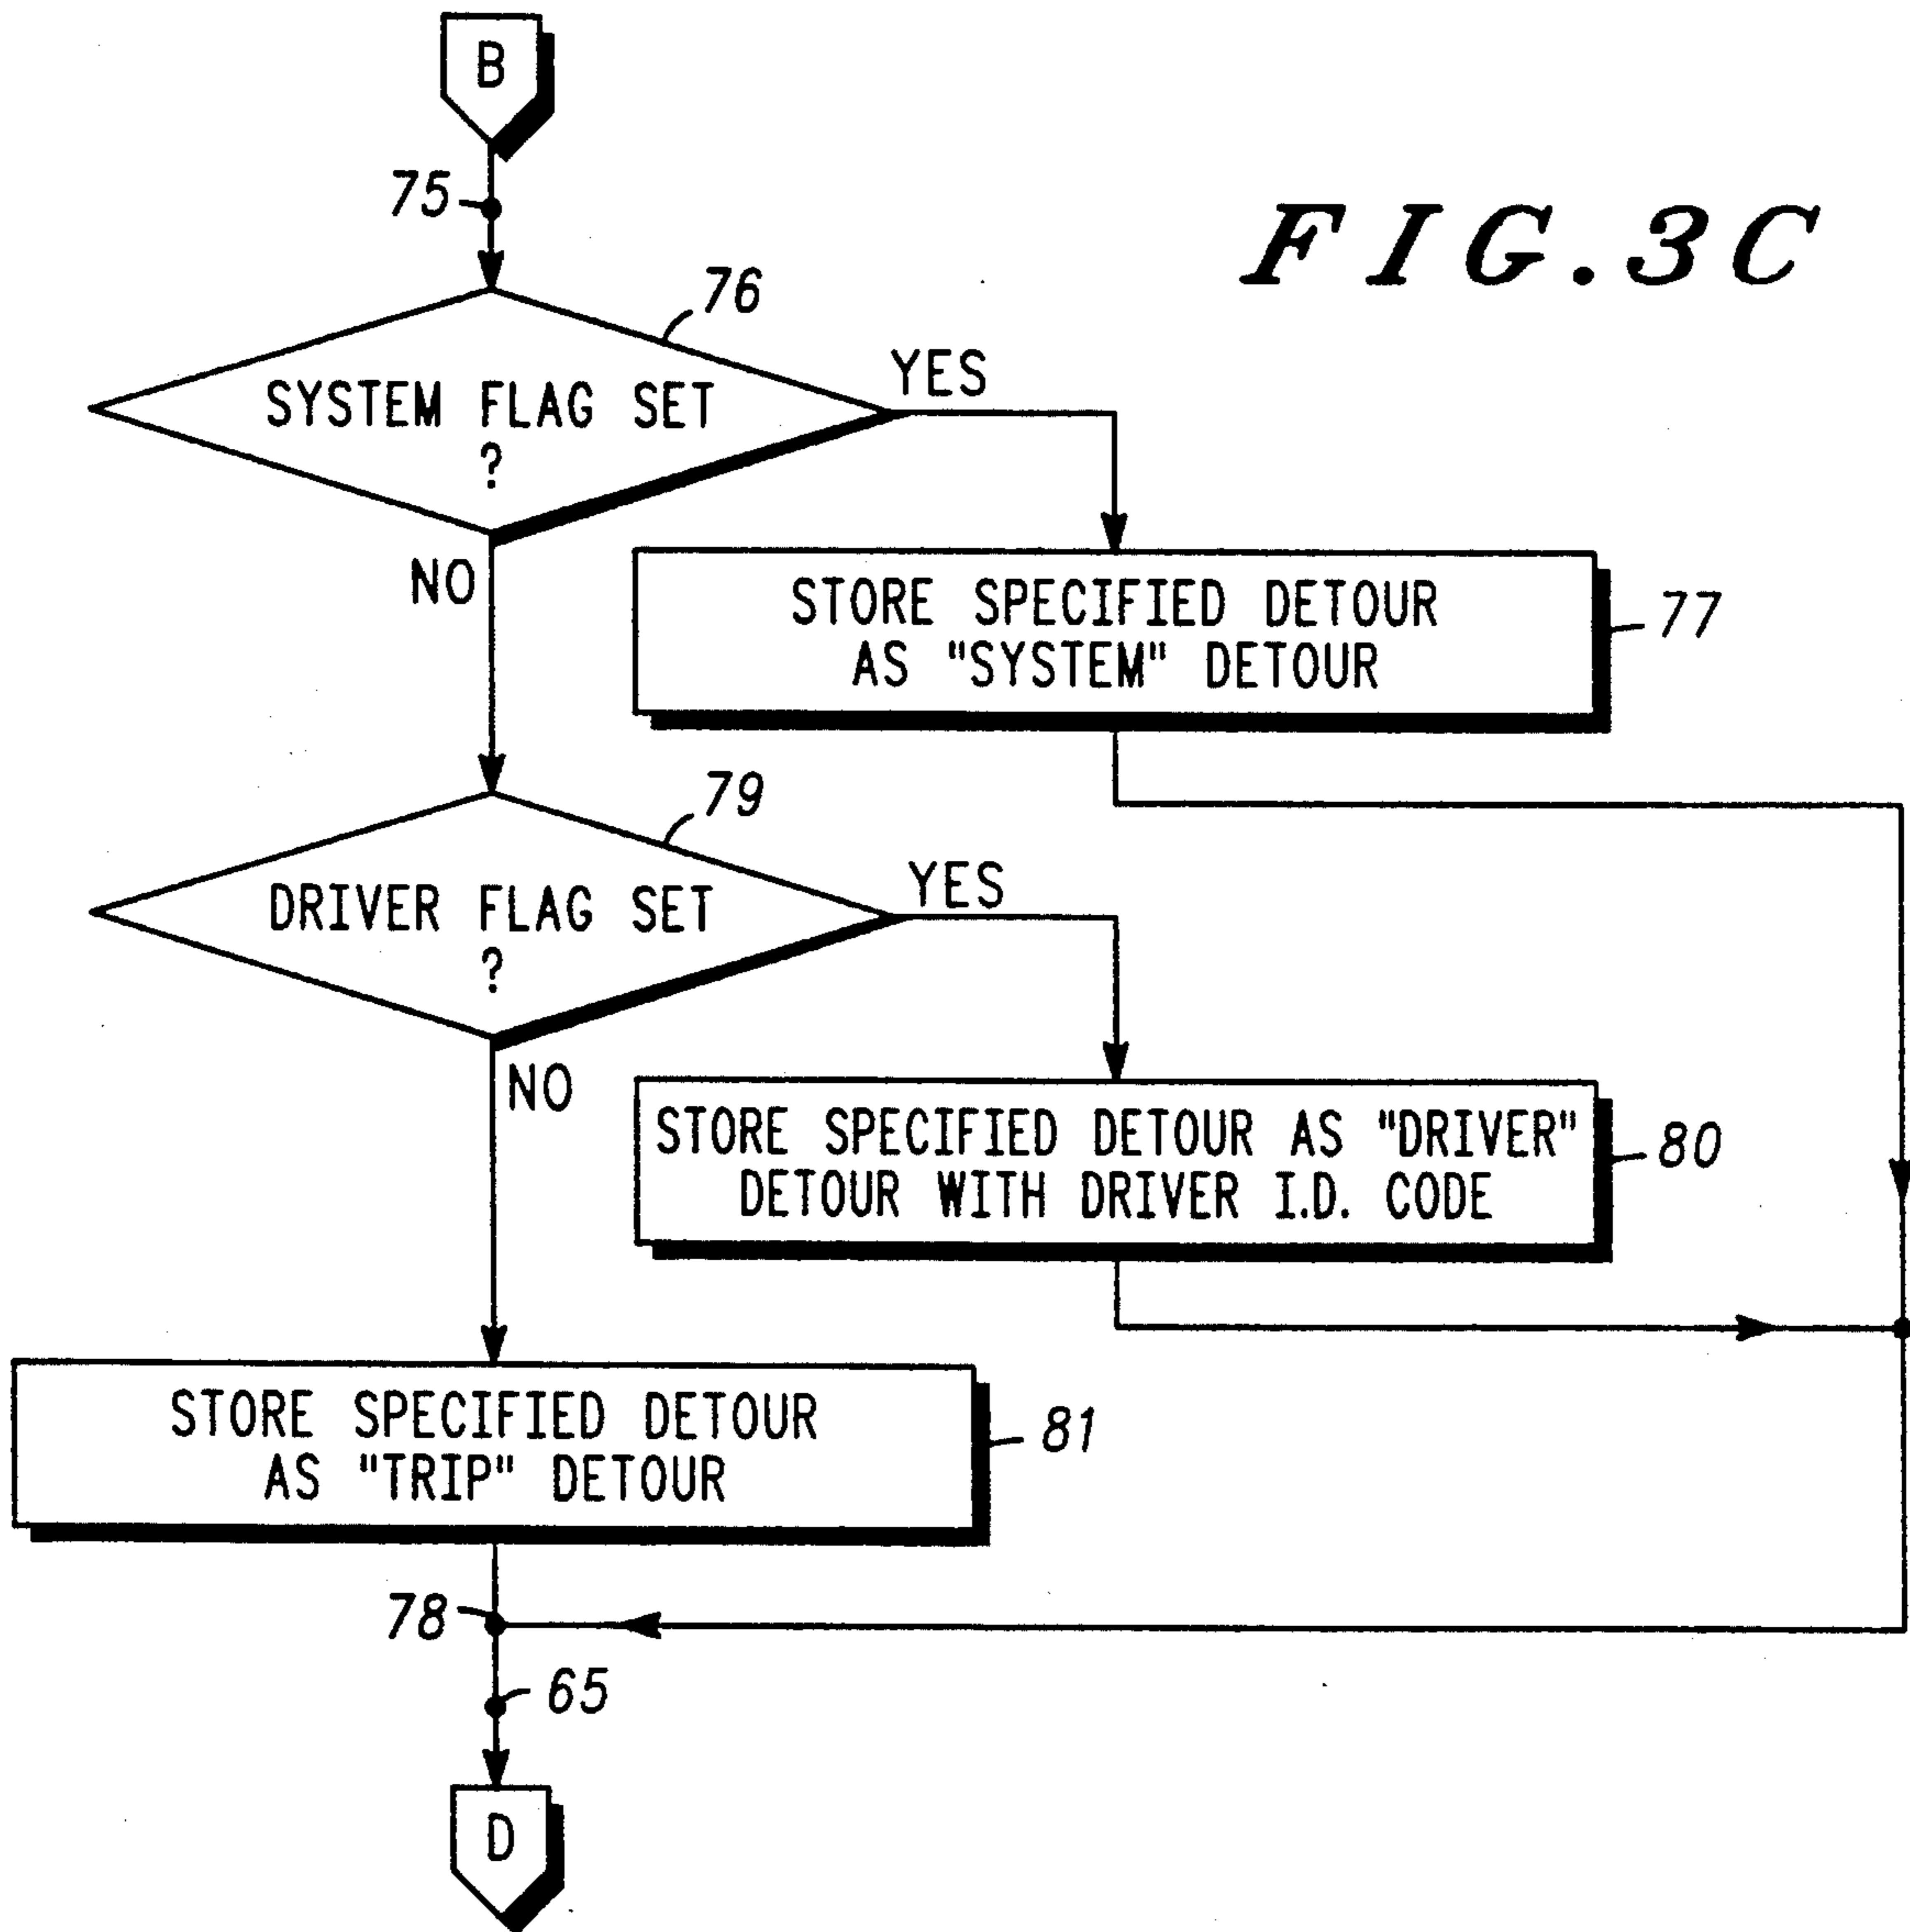 B
75
FIG.3C
76
YES
SYSTEM FLAG SET
?
NO
STORE SPECIFIED DETOUR
AS "SYSTEM" DETOUR
77
79
YES
DRIVER FLAG SET
?
NO
STORE SPECIFIED DETOUR AS "DRIVER"
DETOUR WITH DRIVER I.D. CODE
80
STORE SPECIFIED DETOUR
AS "TRIP" DETOUR
81
78
65
D